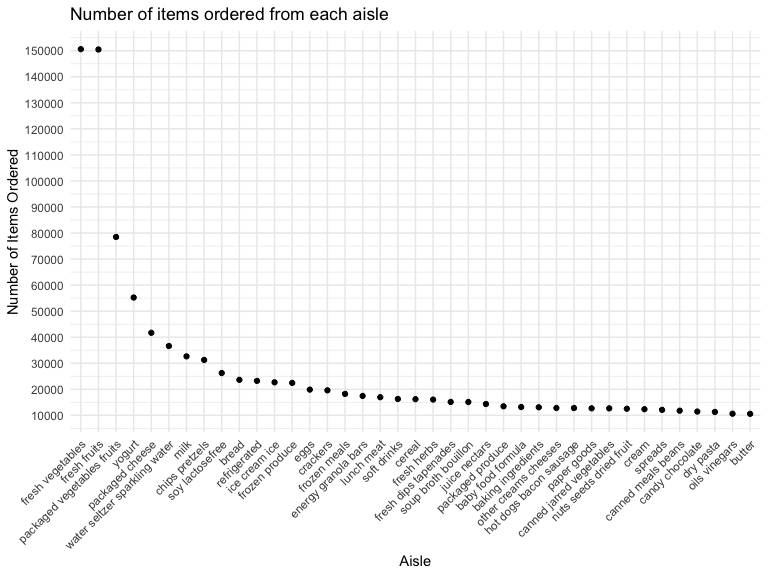 Number of items ordered from each aisle
Number of Items Ordered
150000
140000
130000
120000
110000
100000
90000
80000
70000
60000
50000
40000
30000
20000
10000
fresh vegetables
fresh fruits
packaged vegetables fruits
yogurt
packaged cheese
water seltzer sparkling water
milk
chips pretzels
soy lactosefree
bread
refrigerated
ice cream ice
frozen produce
eggs
crackers
frozen meals
energy granola bars
lunch meat
soft drinks
cereal
fresh herbs
fresh dips tapenades
soup broth bouillon
juice nectars
packaged produce
baby food formula
baking ingredients
other creams cheeses
hot dogs bacon sausage
paper goods
canned jarred vegetables
nuts seeds dried fruit
cream
spreads
canned meals beans
candy chocolate
dry pasta
oils vinegars
butter
Aisle